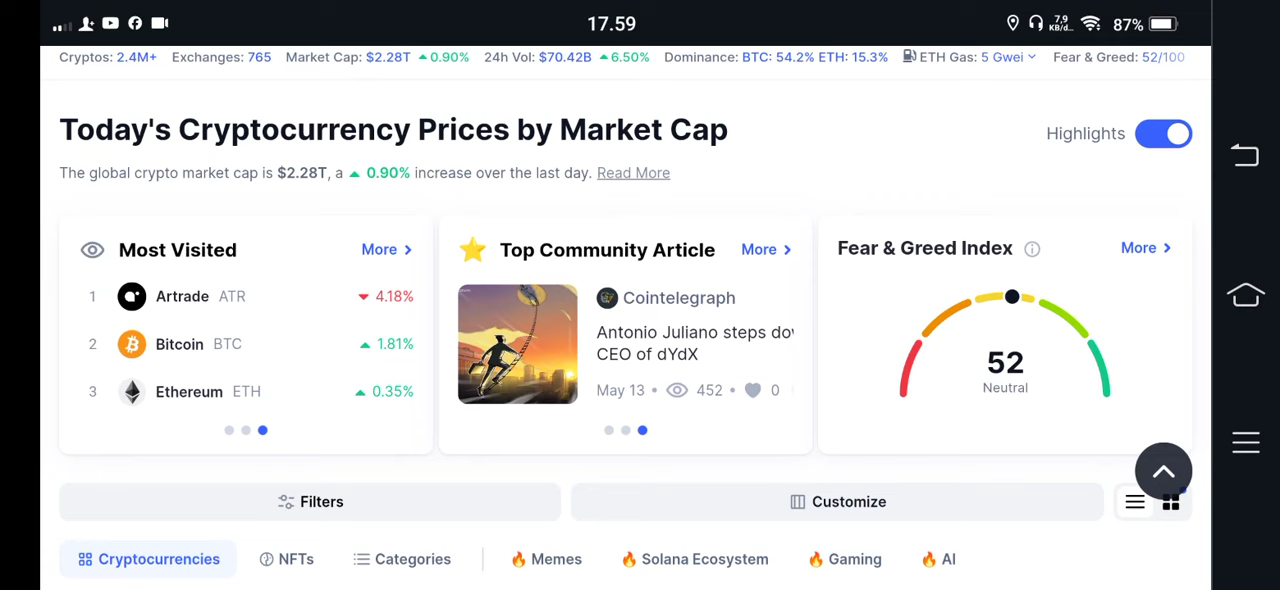 17.59
7,9
KB/d...
87%
Cryptos: 2.4M+ Exchanges: 765 Market Cap: $2.28T 0.90% 24h Vol: $70.42B 6.50% Dominance: BTC: 54.2% ETH: 15.3% ETH Gas: 5 Gwei Fear & Greed: 52/100
Today's Cryptocurrency Prices by Market Cap
Highlights
The global crypto market cap is $2.28T, a 0.90% increase over the last day. Read More
Most Visited More
1 Artrade ATR 4.18%
2 Bitcoin BTC 1.81%
3 Ethereum ETH 0.35%
Top Community Article More
Cointelegraph
Antonio Juliano steps
CEO of dYdX
May 13 • 452 • 0
Fear & Greed Index More
52
Neutral
Filters
Customize
Cryptocurrencies NFTs Categories Memes Solana Ecosystem Gaming AI